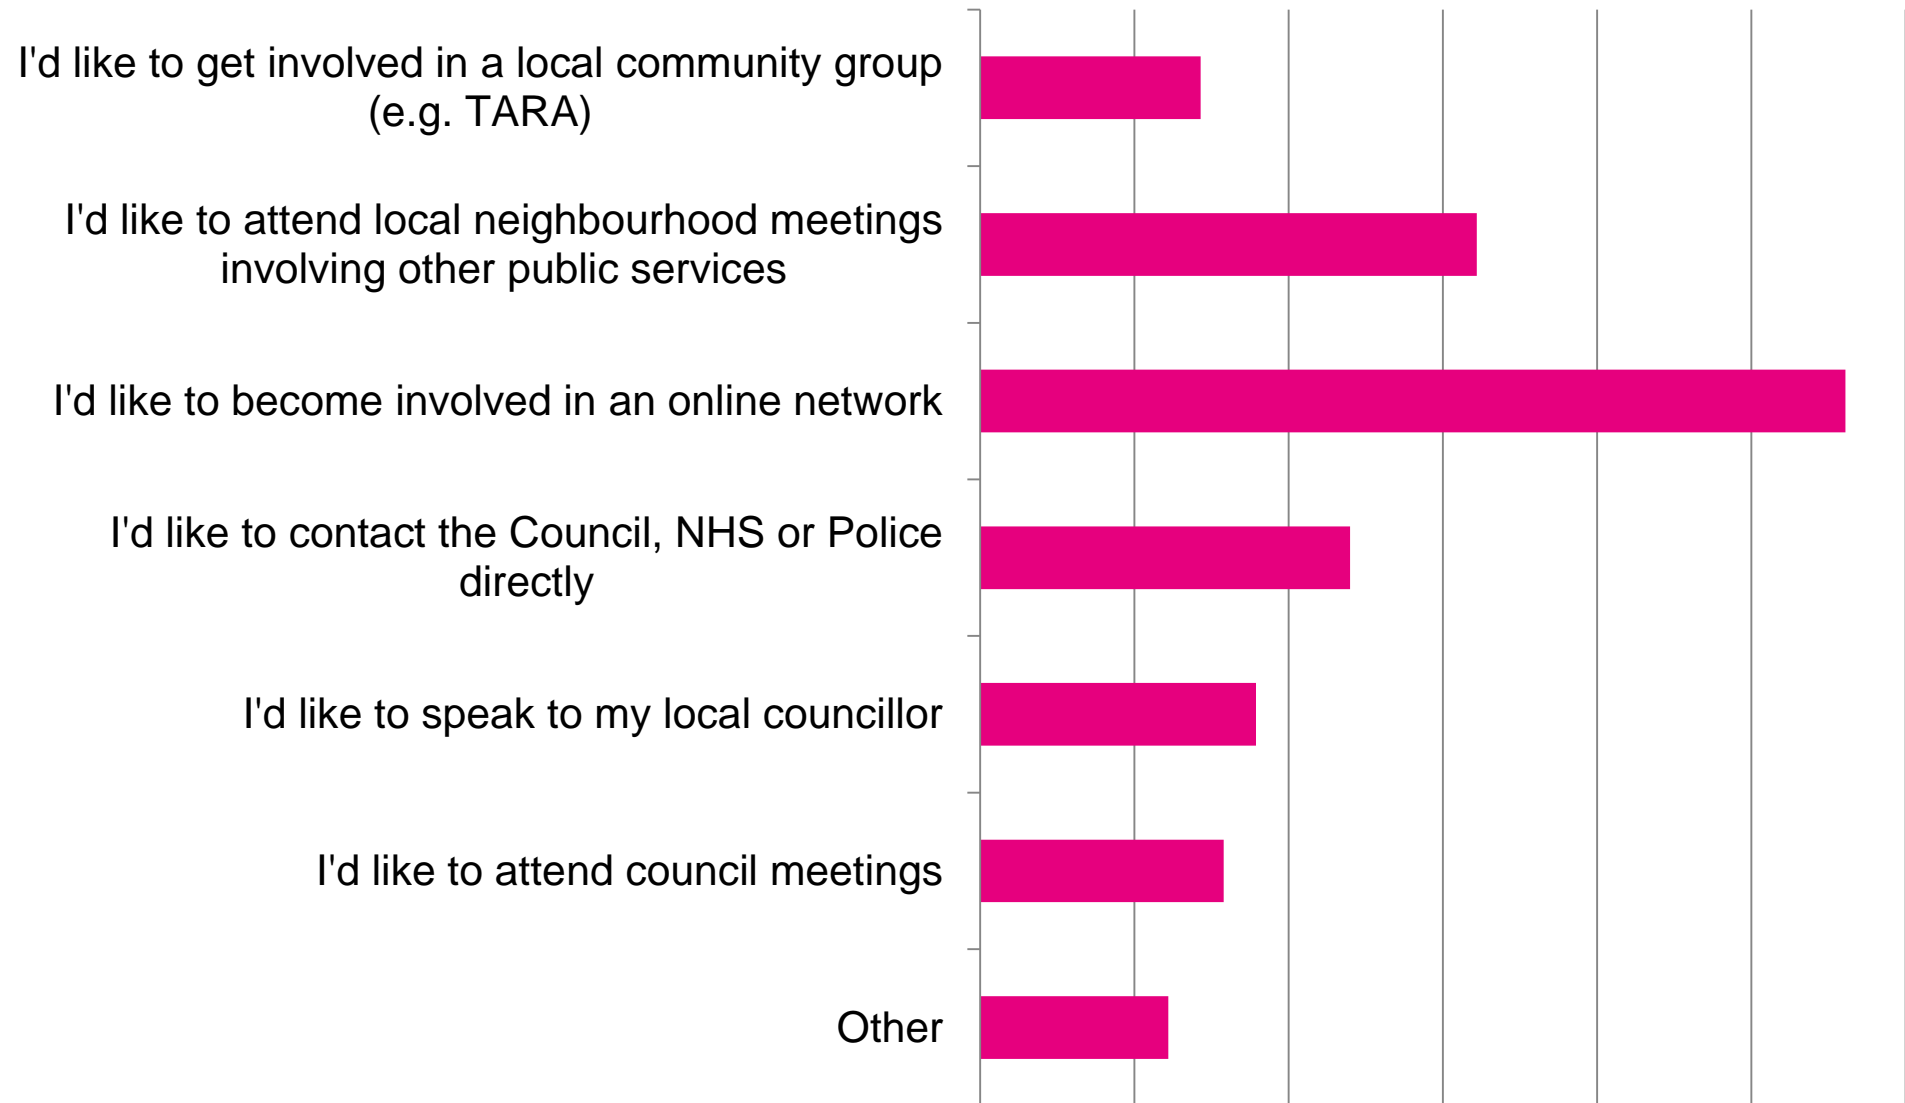 I'd like to get involved in a local community group
(e.g. TARA)
I'd like to attend local neighbourhood meetings
involving other public services
I'd like to become involved in an online network
I'd like to contact the Council, NHS or Police
directly
I'd like to speak to my local councillor
I'd like to attend council meetings
Other